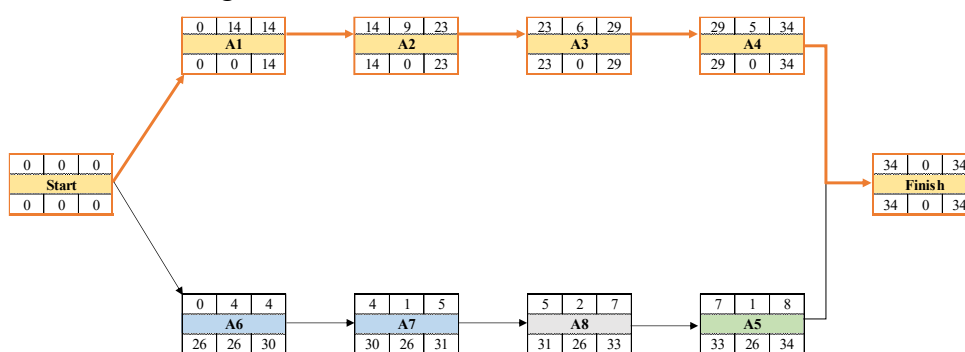 0 14 14
A1
0 0 14
14 9 23
A2
14 0 23
23 6 29
A3
23 0 29
29 5 34
A4
29 0 34
0 0 0
Start
0 0 0
34 0 34
Finish
34 0 34
0 4 4
A6
26 26 30
4 1 5
A7
30 26 31
5 2 7
A8
31 26 33
7 1 8
A5
33 26 34